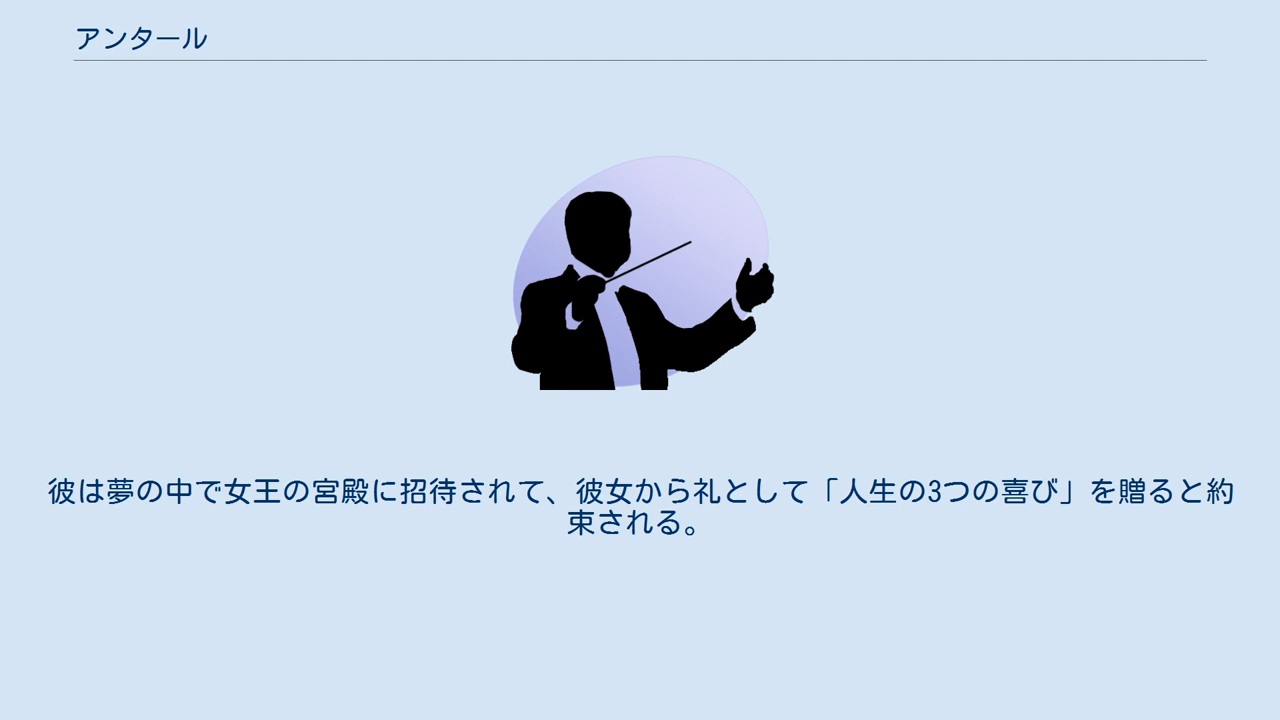 アンタール
彼は夢の中で女王の宮殿に招待されて、彼女から礼として「人生の3つの喜び」を贈ると約
束される。